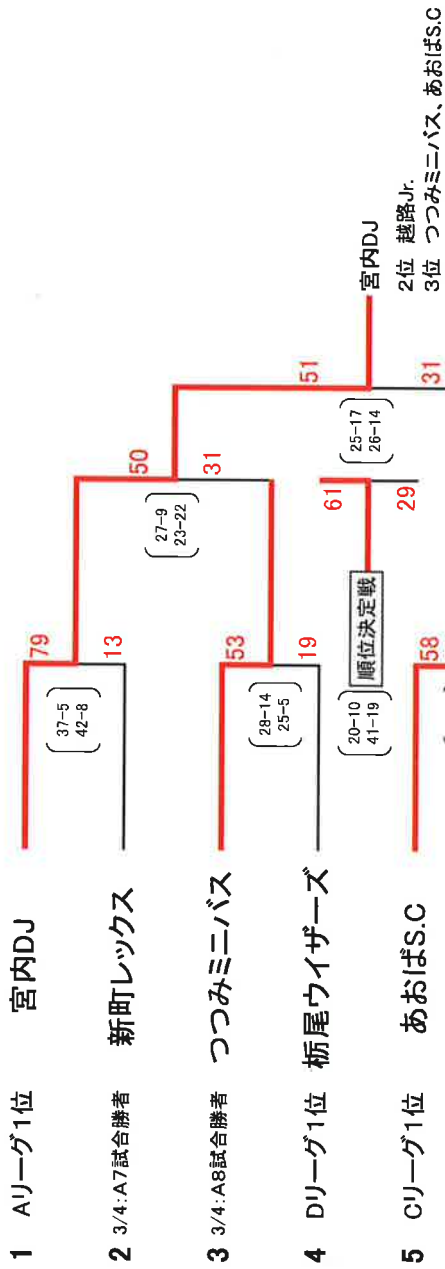 1 Aリーグ1位 宮内DJ
2 3/4:A7試合勝者 新町レックス
3 3/4:A8試合勝者 つつみミニバス
4 Dリーグ1位 栃尾ウイザーズ
5 Cリーグ1位 あおばS.C
79
37-5
42-8
13
53
28-14
25-5
19
58
50
27-9
23-22
31
61
順位決定戦
20-10
41-19
29
51
25-17
26-14
31
宮内DJ
2位 越路Jr.
3位 つつみミニバス、あおばS.C